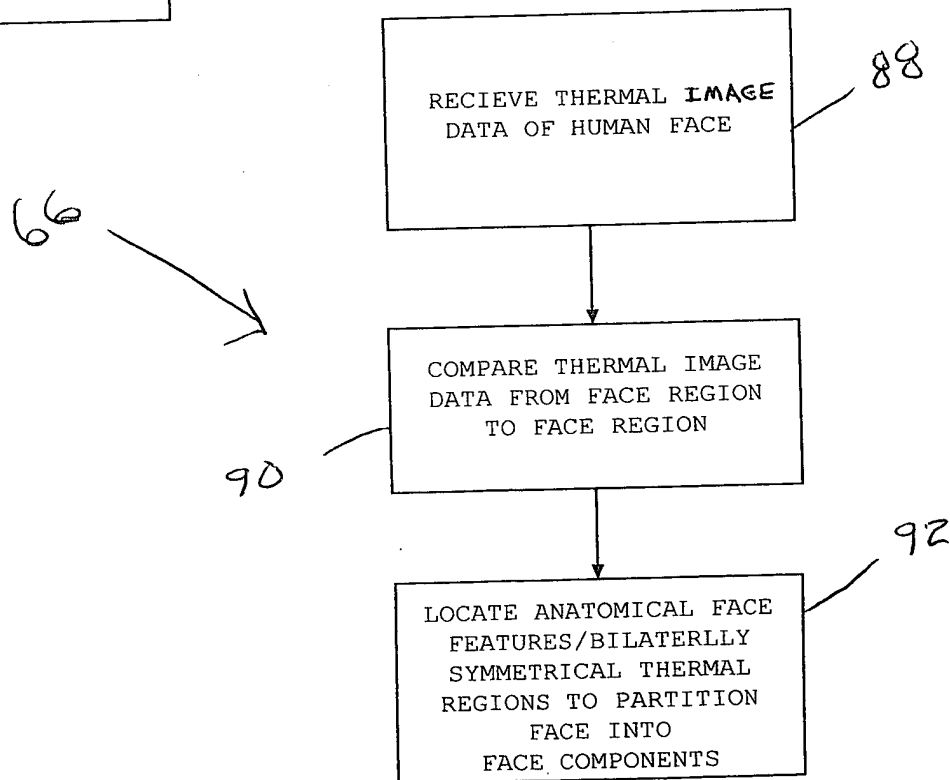 RECIEVE THERMAL IMAGE
DATA OF HUMAN FACE
88
66
COMPARE THERMAL IMAGE
DATA FROM FACE REGION
TO FACE REGION
90
92
LOCATE ANATOMICAL FACE
FEATURES/BILATERLLY
SYMMETRICAL THERMAL
REGIONS TO PARTITION
FACE INTO
FACE COMPONENTS